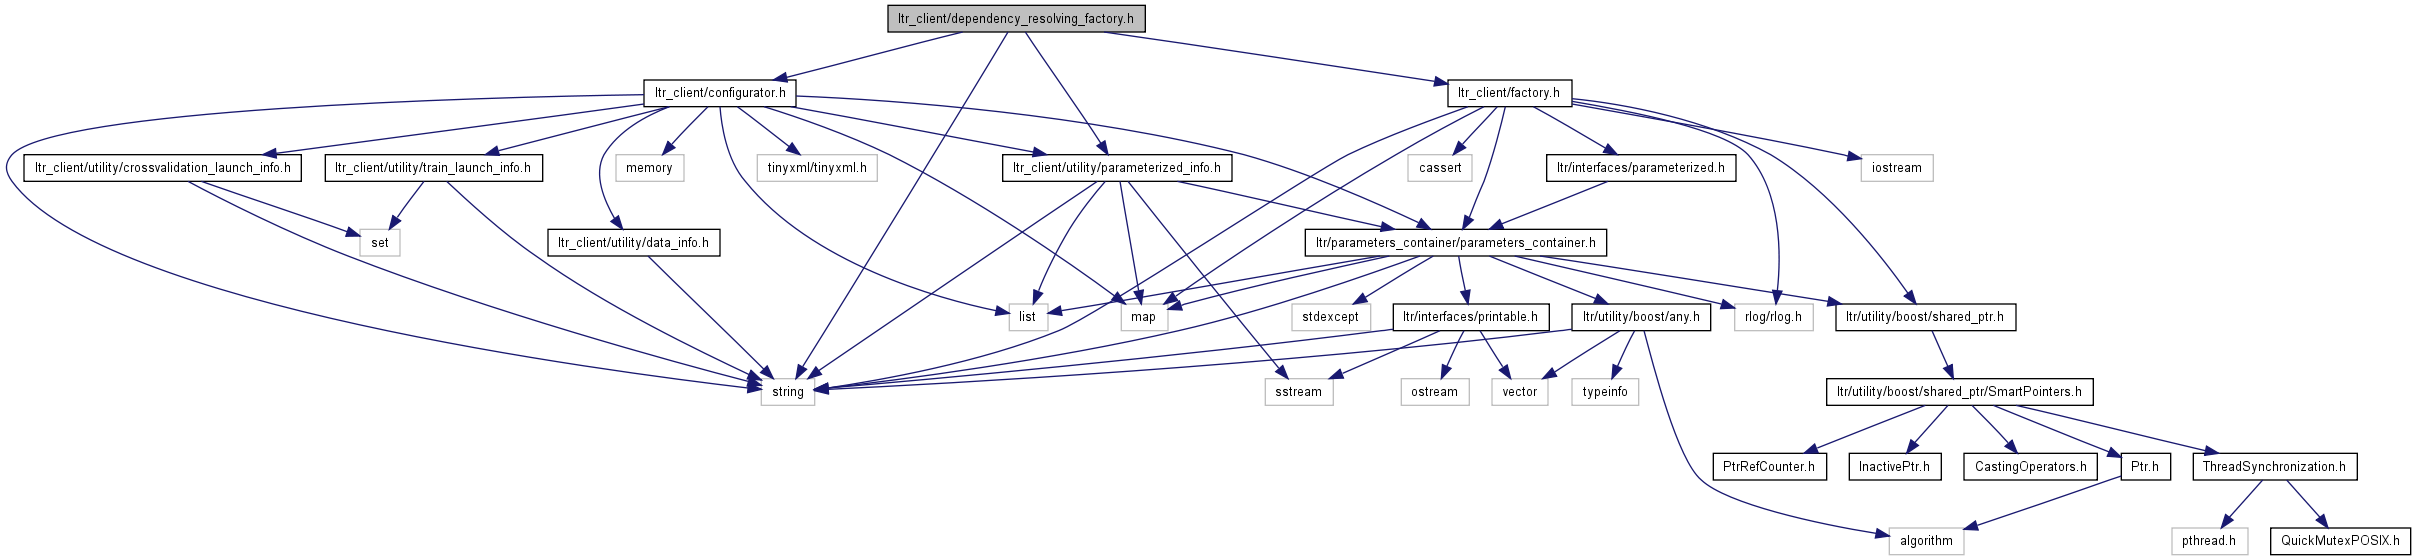 ltr_client/dependency_resolving_factory.h
ltr_client/configurator.h
ltr_client/factory.h
ltr_client/utility/crossvalidation_launch_info.h
ltr_client/utility/train_launch_info.h
memory
tinyxml/tinyxml.h
ltr_client/utility/parameterized_info.h
cassert
ltr/interfaces/parameterized.h
iostream
set
ltr_client/utility/data_info.h
ltr/parameters_container/parameters_container.h
list
map
stdexcept
ltr/interfaces/printable.h
ltr/utility/boost/any.h
rlog/rlog.h
ltr/utility/boost/shared_ptr.h
string
sstream
ostream
vector
typeinfo
ltr/utility/boost/shared_ptr/SmartPointers.h
PtrRefCounter.h
InactivePtr.h
CastingOperators.h
Ptr.h
ThreadSynchronization.h
algorithm
pthread.h
QuickMutexPOSIX.h